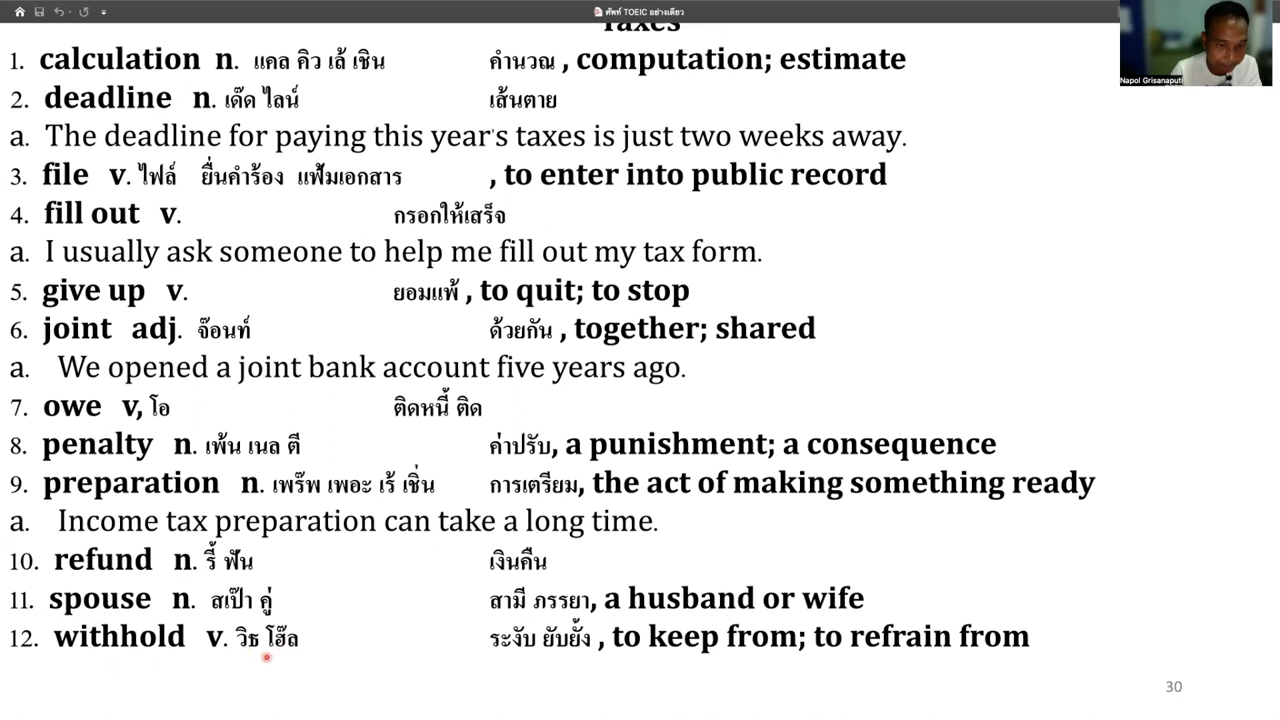 ศัพท์ TOEIC อย่างเดียว
Taxes
Napol Grisanaputi
1. calculation n. แคล คิว เล้ เชิน คำนวณ , computation; estimate
2. deadline n. เด๊ด ไลน์ เส้นตาย
a. The deadline for paying this year's taxes is just two weeks away.
3. file v. ไฟล์ ยื่นคำร้อง แฟ้มเอกสาร , to enter into public record
4. fill out v. กรอกให้เสร็จ
a. I usually ask someone to help me fill out my tax form.
5. give up v. ยอมแพ้ , to quit; to stop
6. joint adj. จ๊อนท์ ด้วยกัน , together; shared
a. We opened a joint bank account five years ago.
7. owe v, โอ ติดหนี้ ติด
8. penalty n. เพ้น เนล ตี ค่าปรับ, a punishment; a consequence
9. preparation n. เพร๊พ เพอะ เร้ เชิ่น การเตรียม, the act of making something ready
a. Income tax preparation can take a long time.
10. refund n. รี้ ฟัน เงินคืน
11. spouse n. สเป๊า คู่ สามี ภรรยา, a husband or wife
12. withhold v. วิธ โฮ๊ล ระงับ ยับยั้ง , to keep from; to refrain from
30